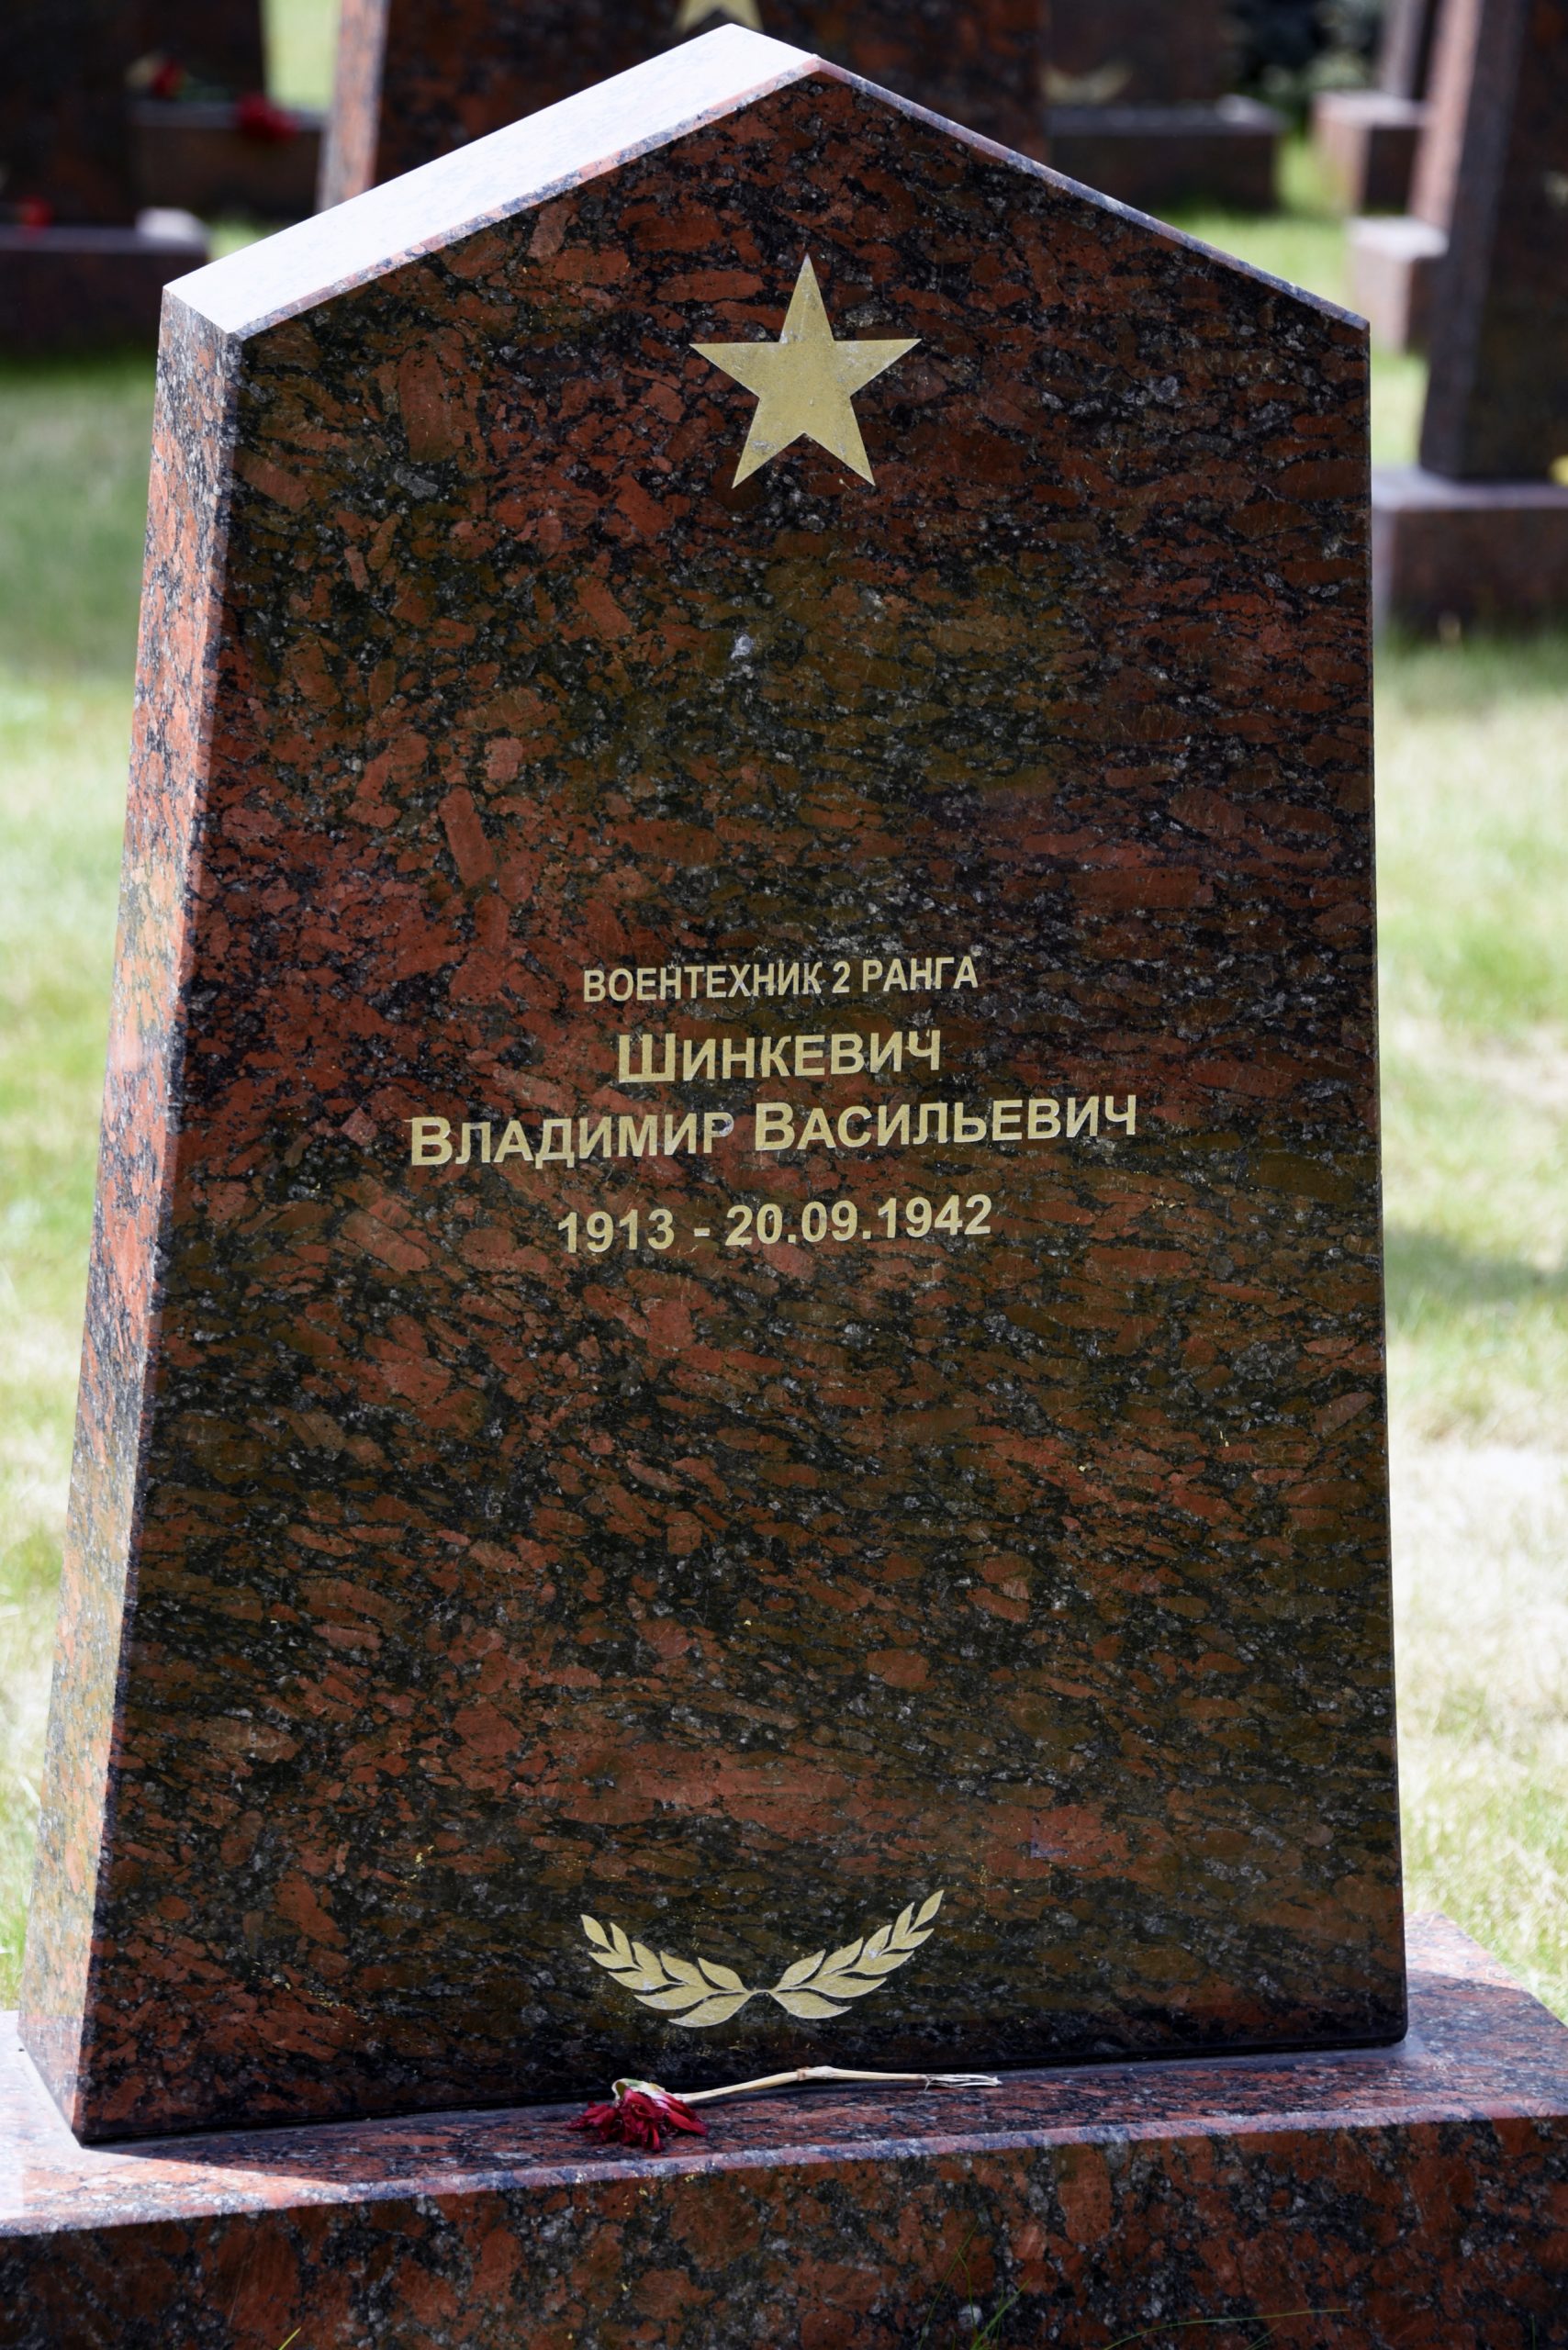 ВОЕНТЕХНИК 2 РАНГА
ШИНКЕВИЧ
ВЛАДИМИР ВАСИЛЬЕВИЧ
1913 - 20.09.1942